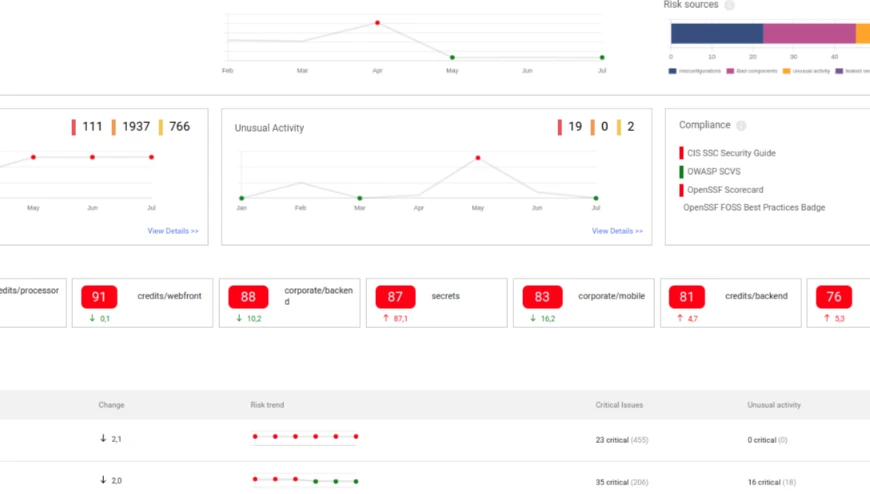 Risk sources
Feb Mar Apr May Jun Jul
0 10 20 30 40
misconfigurations Bad components unusual activity
111 1937 766
May Jun Jul
View Details >>
Unusual Activity
19 0 2
Jan Feb Mar Apr May Jun Jul
View Details >>
Compliance
CIS SSC Security Guide
OWASP SCVS
OpenSSF Scorecard
OpenSSF FOSS Best Practices Badge
edits/processor
91 credits/webfront
↓ 0,1
88 corporate/backen
d
↓ 10,2
87 secrets
↑ 87,1
83 corporate/mobile
↓ 16,2
81 credits/backend
↑ 4,7
76
↑ 5,3
Change Risk trend Critical Issues Unusual activity
↓ 2,1 23 critical (455) 0 critical (0)
↓ 2,0 35 critical (206) 16 critical (18)